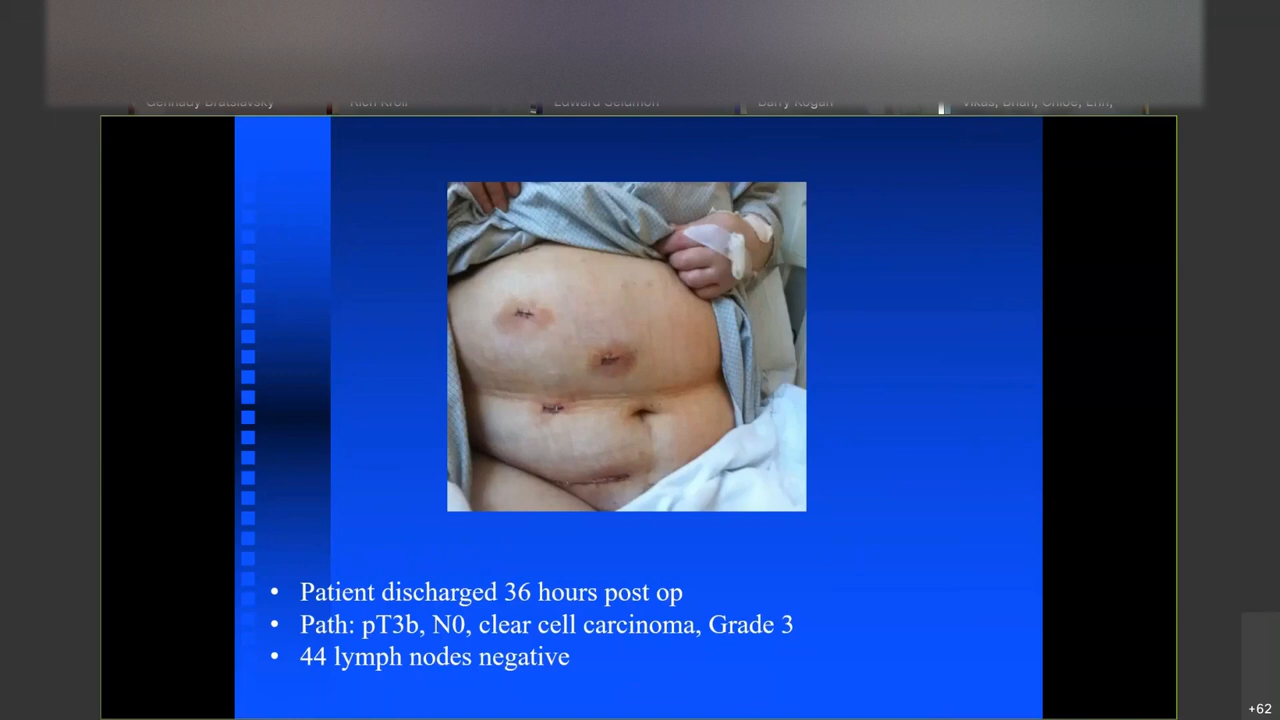 • Patient discharged 36 hours post op
• Path: pT3b, N0, clear cell carcinoma, Grade 3
• 44 lymph nodes negative
+62